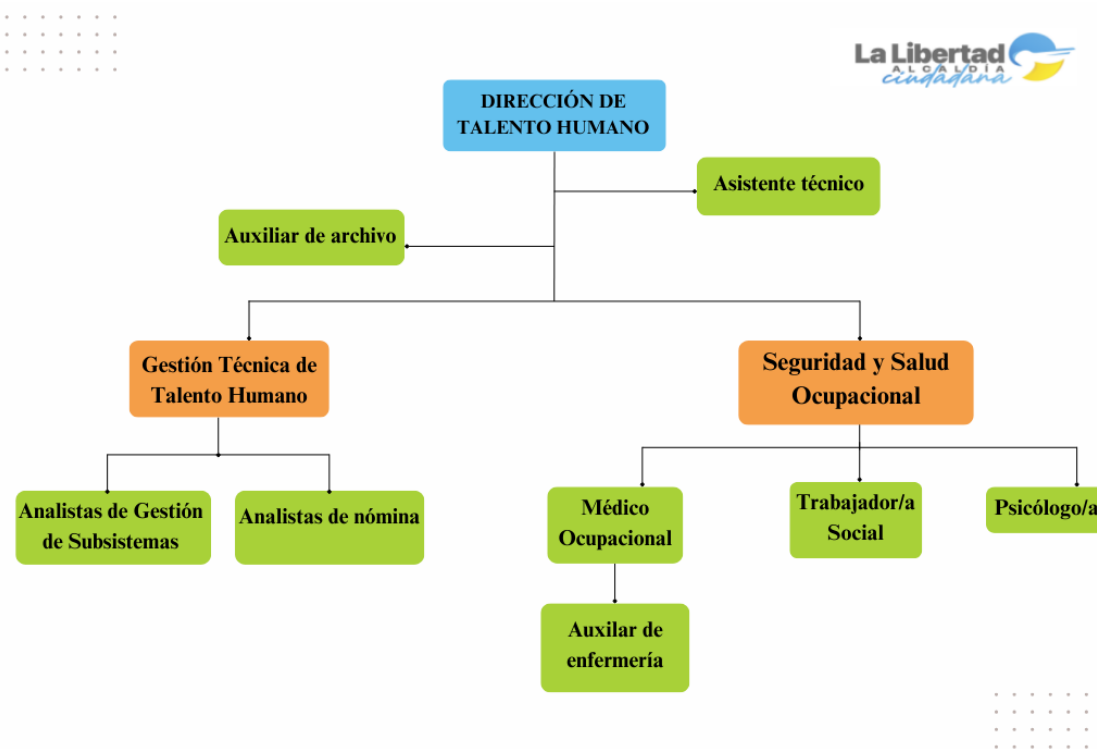 La Libertad
ALCALDÍA
ciudadana
DIRECCIÓN DE
TALENTO HUMANO
Asistente técnico
Auxiliar de archivo
Gestión Técnica de
Talento Humano
Seguridad y Salud
Ocupacional
Analistas de Gestión
de Subsistemas
Analistas de nómina
Médico
Ocupacional
Trabajador/a
Social
Psicólogo/a
Auxilar de
enfermería